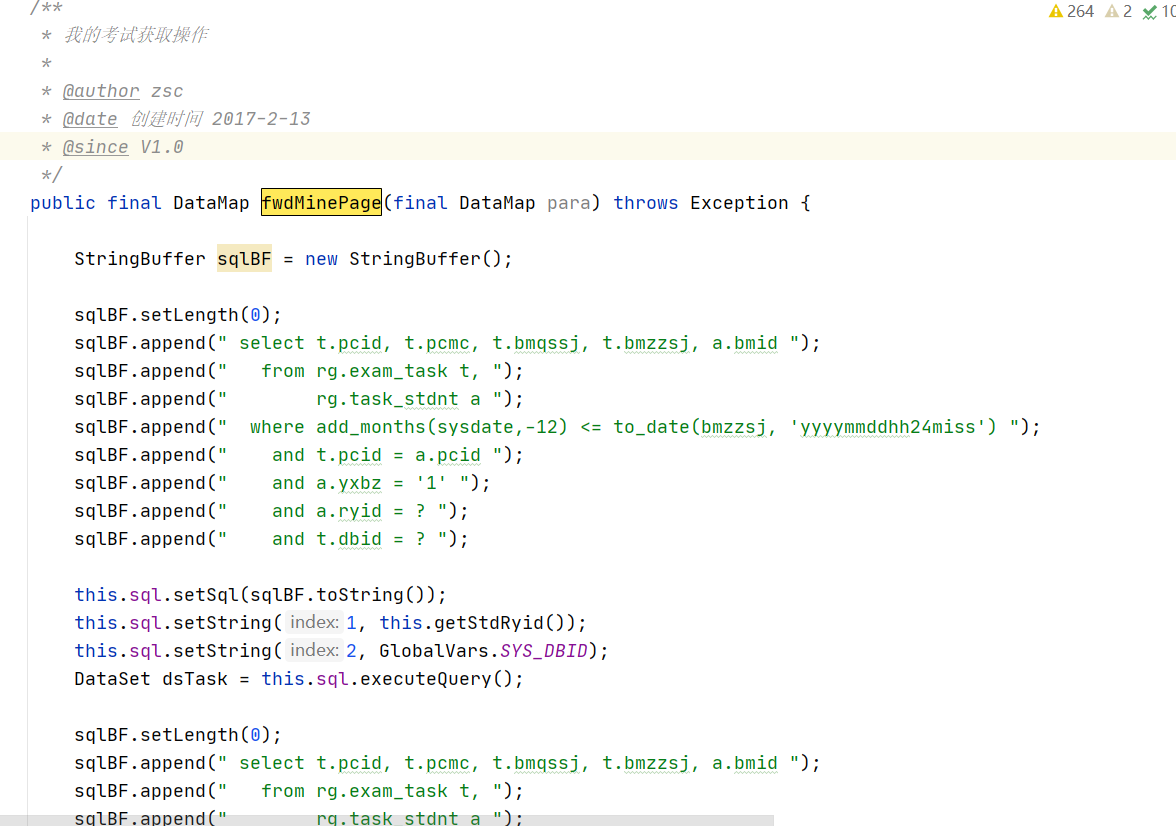 /**
264 2 10
* 我的考试获取操作
*
* @author zsc
* @date 创建时间 2017-2-13
* @since V1.0
*/
public final DataMap fwdMinePage(final DataMap para) throws Exception {
StringBuffer sqlBF = new StringBuffer();
sqlBF.setLength(0);
sqlBF.append(" select t.pcid, t.pcmc, t.bmqssj, t.bmzzsj, a.bmid ");
sqlBF.append("   from rg.exam_task t, ");
sqlBF.append("        rg.task_stdnt a ");
sqlBF.append("  where add_months(sysdate,-12) <= to_date(bmzzsj, 'yyyymmddhh24miss') ");
sqlBF.append("    and t.pcid = a.pcid ");
sqlBF.append("    and a.yxbz = '1' ");
sqlBF.append("    and a.ryid = ? ");
sqlBF.append("    and t.dbid = ? ");
this.sql.setSql(sqlBF.toString());
this.sql.setString( index: 1, this.getStdRyid());
this.sql.setString( index: 2, GlobalVars.SYS_DBID);
DataSet dsTask = this.sql.executeQuery();
sqlBF.setLength(0);
sqlBF.append(" select t.pcid, t.pcmc, t.bmqssj, t.bmzzsj, a.bmid ");
sqlBF.append("   from rg.exam_task t, ");
sqlBF.append("        rg.task_stdnt a ");